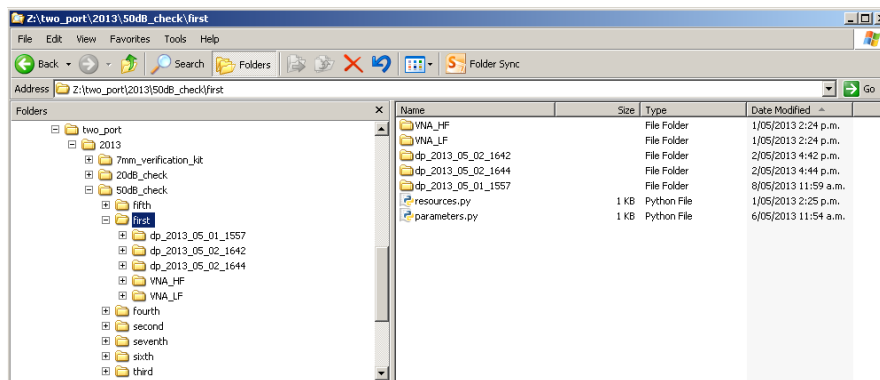 Z:\two_port\2013\50dB_check\first
File Edit View Favorites Tools Help
Back Search Folders Folder Sync
Address Z:\two_port\2013\50dB_check\first Go
Folders
two_port
2013
7mm_verification_kit
20dB_check
50dB_check
fifth
first
dp_2013_05_01_1557
dp_2013_05_02_1642
dp_2013_05_02_1644
VNA_HF
VNA_LF
fourth
second
seventh
sixth
third
Name Size Type Date Modified
VNA_HF File Folder 1/05/2013 2:24 p.m.
VNA_LF File Folder 1/05/2013 2:24 p.m.
dp_2013_05_02_1642 File Folder 2/05/2013 4:42 p.m.
dp_2013_05_02_1644 File Folder 2/05/2013 4:44 p.m.
dp_2013_05_01_1557 File Folder 8/05/2013 11:59 a.m.
resources.py 1 KB Python File 1/05/2013 2:25 p.m.
parameters.py 1 KB Python File 6/05/2013 11:54 a.m.